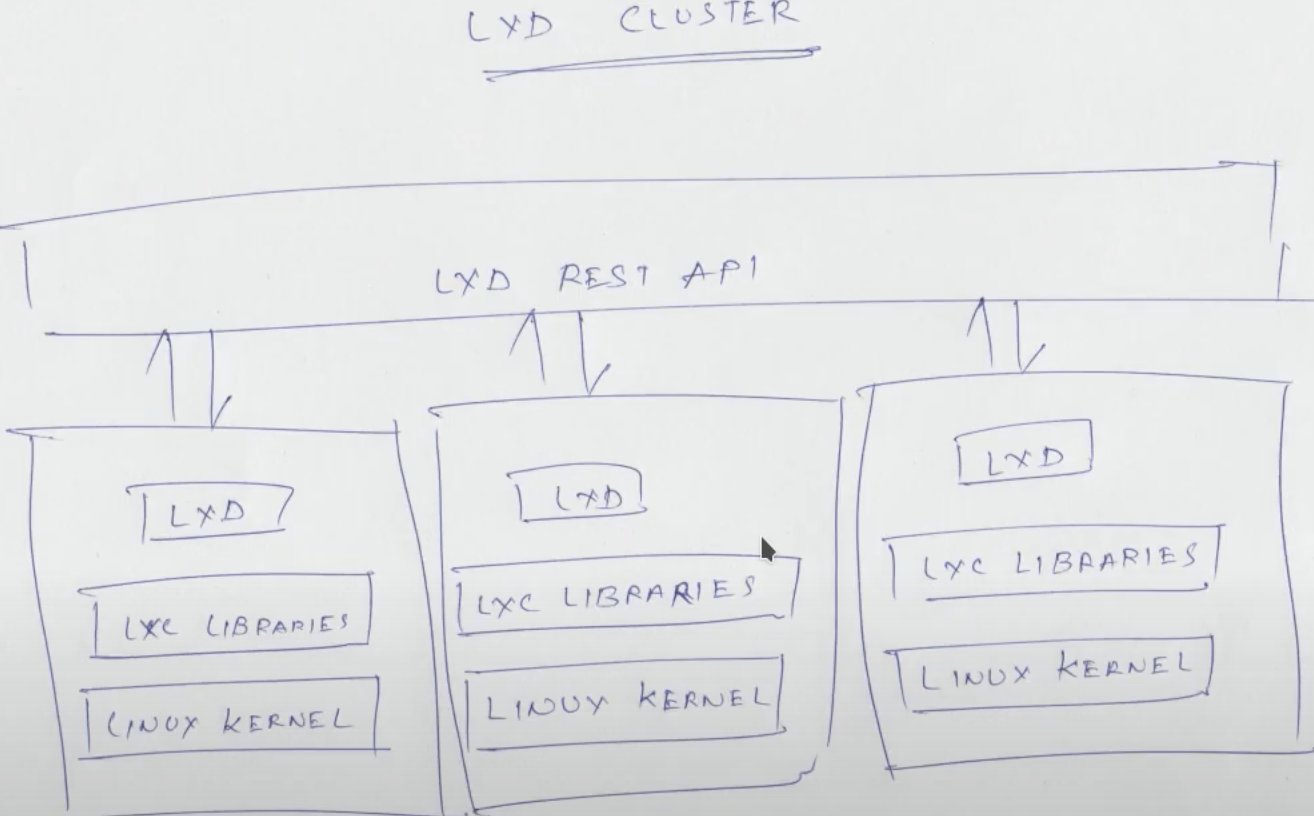 LXD CLUSTER
LXD REST API
LXD
LXC LIBRARIES
LINUX KERNEL
LXD
LXC LIBRARIES
LINUX KERNEL
LXD
LXC LIBRARIES
LINUX KERNEL